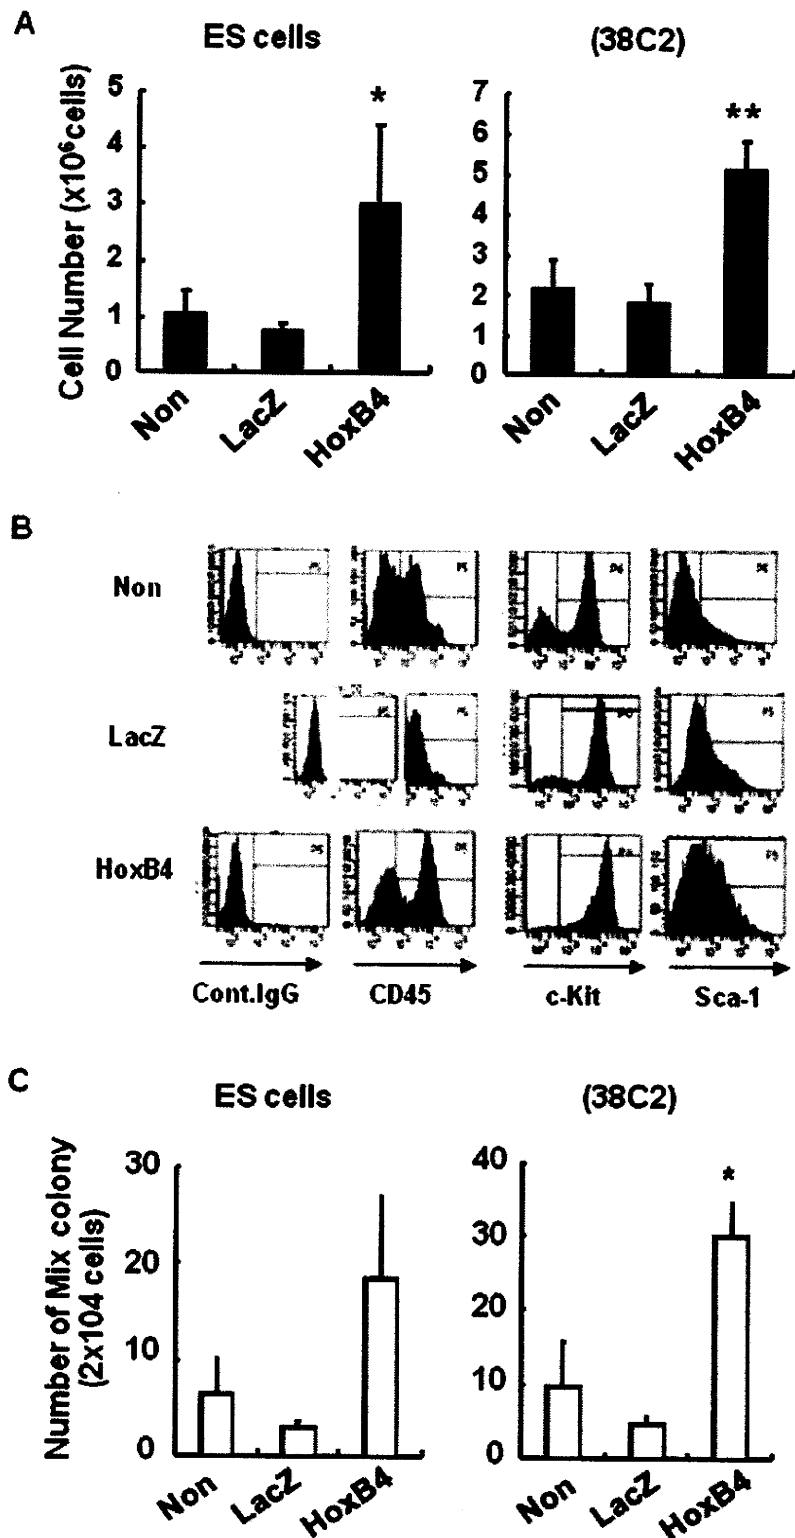 A
ES cells
(38C2)
Cell Number (x10⁶cells)
5
4
3
2
1
0
7
6
5
4
3
2
1
0
*
**
Non
LacZ
HoxB4
Non
LacZ
HoxB4
B
Non
LacZ
HoxB4
Cont.IgG
CD45
c-Kit
Sca-1
C
ES cells
(38C2)
Number of Mix colony
(2x104 cells)
30
20
10
0
40
30
20
10
0
*
Non
LacZ
HoxB4
Non
LacZ
HoxB4